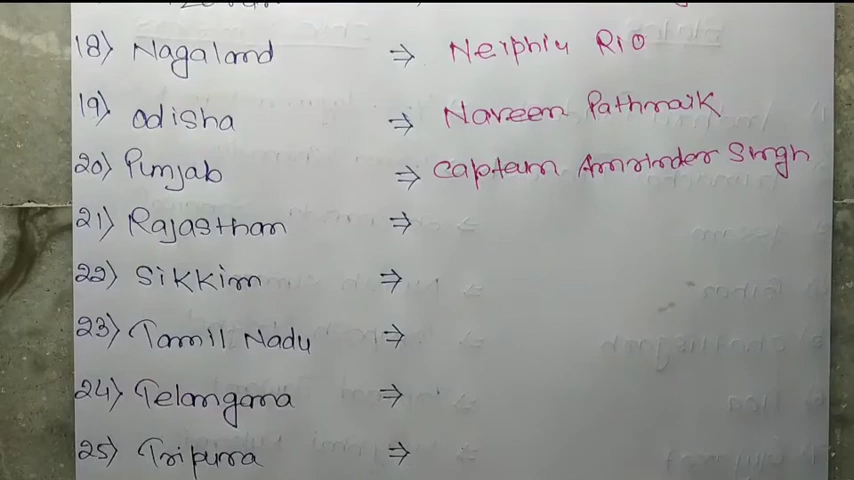 18) Nagaland ⇒ Neiphiu Rio
19) odisha ⇒ Naveen Pathnaik
20) Punjab ⇒ Captain Amrinder Singh
21) Rajasthan ⇒
22) Sikkim ⇒
23) Tamil Nadu ⇒
24) Telangana ⇒
25) Tripura ⇒